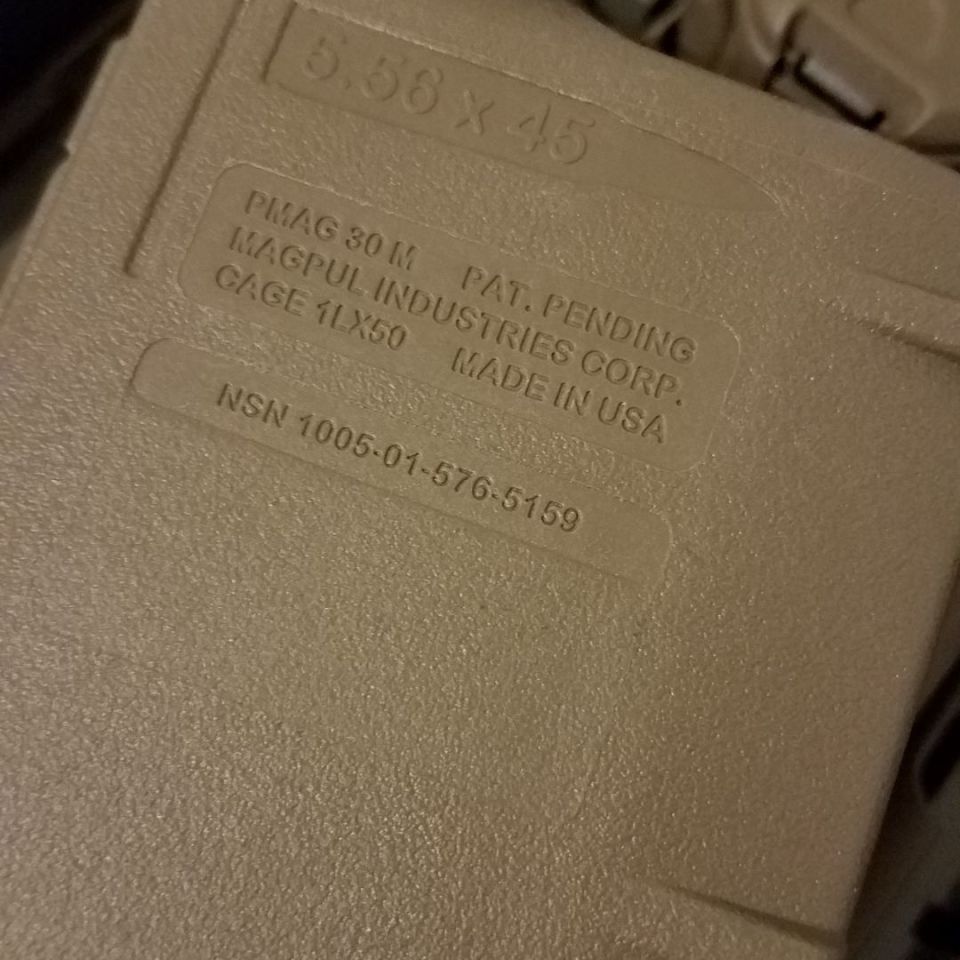 5.56 x 45
PMAG 30 M PAT. PENDING
MAGPUL INDUSTRIES CORP.
CAGE 1LX50 MADE IN USA
NSN 1005-01-576-5159